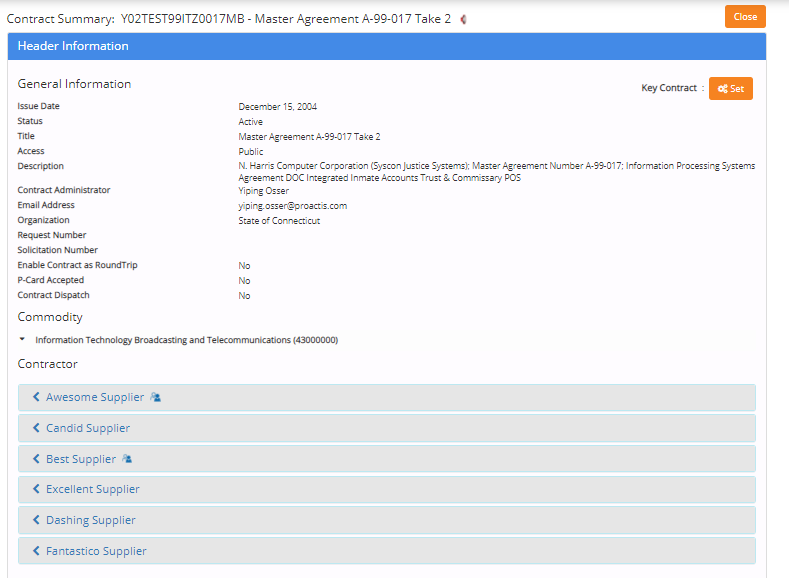 Contract Summary: Y02TEST99ITZ0017MB - Master Agreement A-99-017 Take 2
Close
Header Information
General Information
Key Contract :
Set
Issue Date December 15, 2004
Status Active
Title Master Agreement A-99-017 Take 2
Access Public
Description N. Harris Computer Corporation (Syscon Justice Systems); Master Agreement Number A-99-017; Information Processing Systems
Agreement DOC Integrated Inmate Accounts Trust & Commissary POS
Contract Administrator Yiping Osser
Email Address yiping.osser@proactis.com
Organization State of Connecticut
Request Number
Solicitation Number
Enable Contract as RoundTrip No
P-Card Accepted No
Contract Dispatch No
Commodity
Information Technology Broadcasting and Telecommunications (43000000)
Contractor
Awesome Supplier
Candid Supplier
Best Supplier
Excellent Supplier
Dashing Supplier
Fantastico Supplier